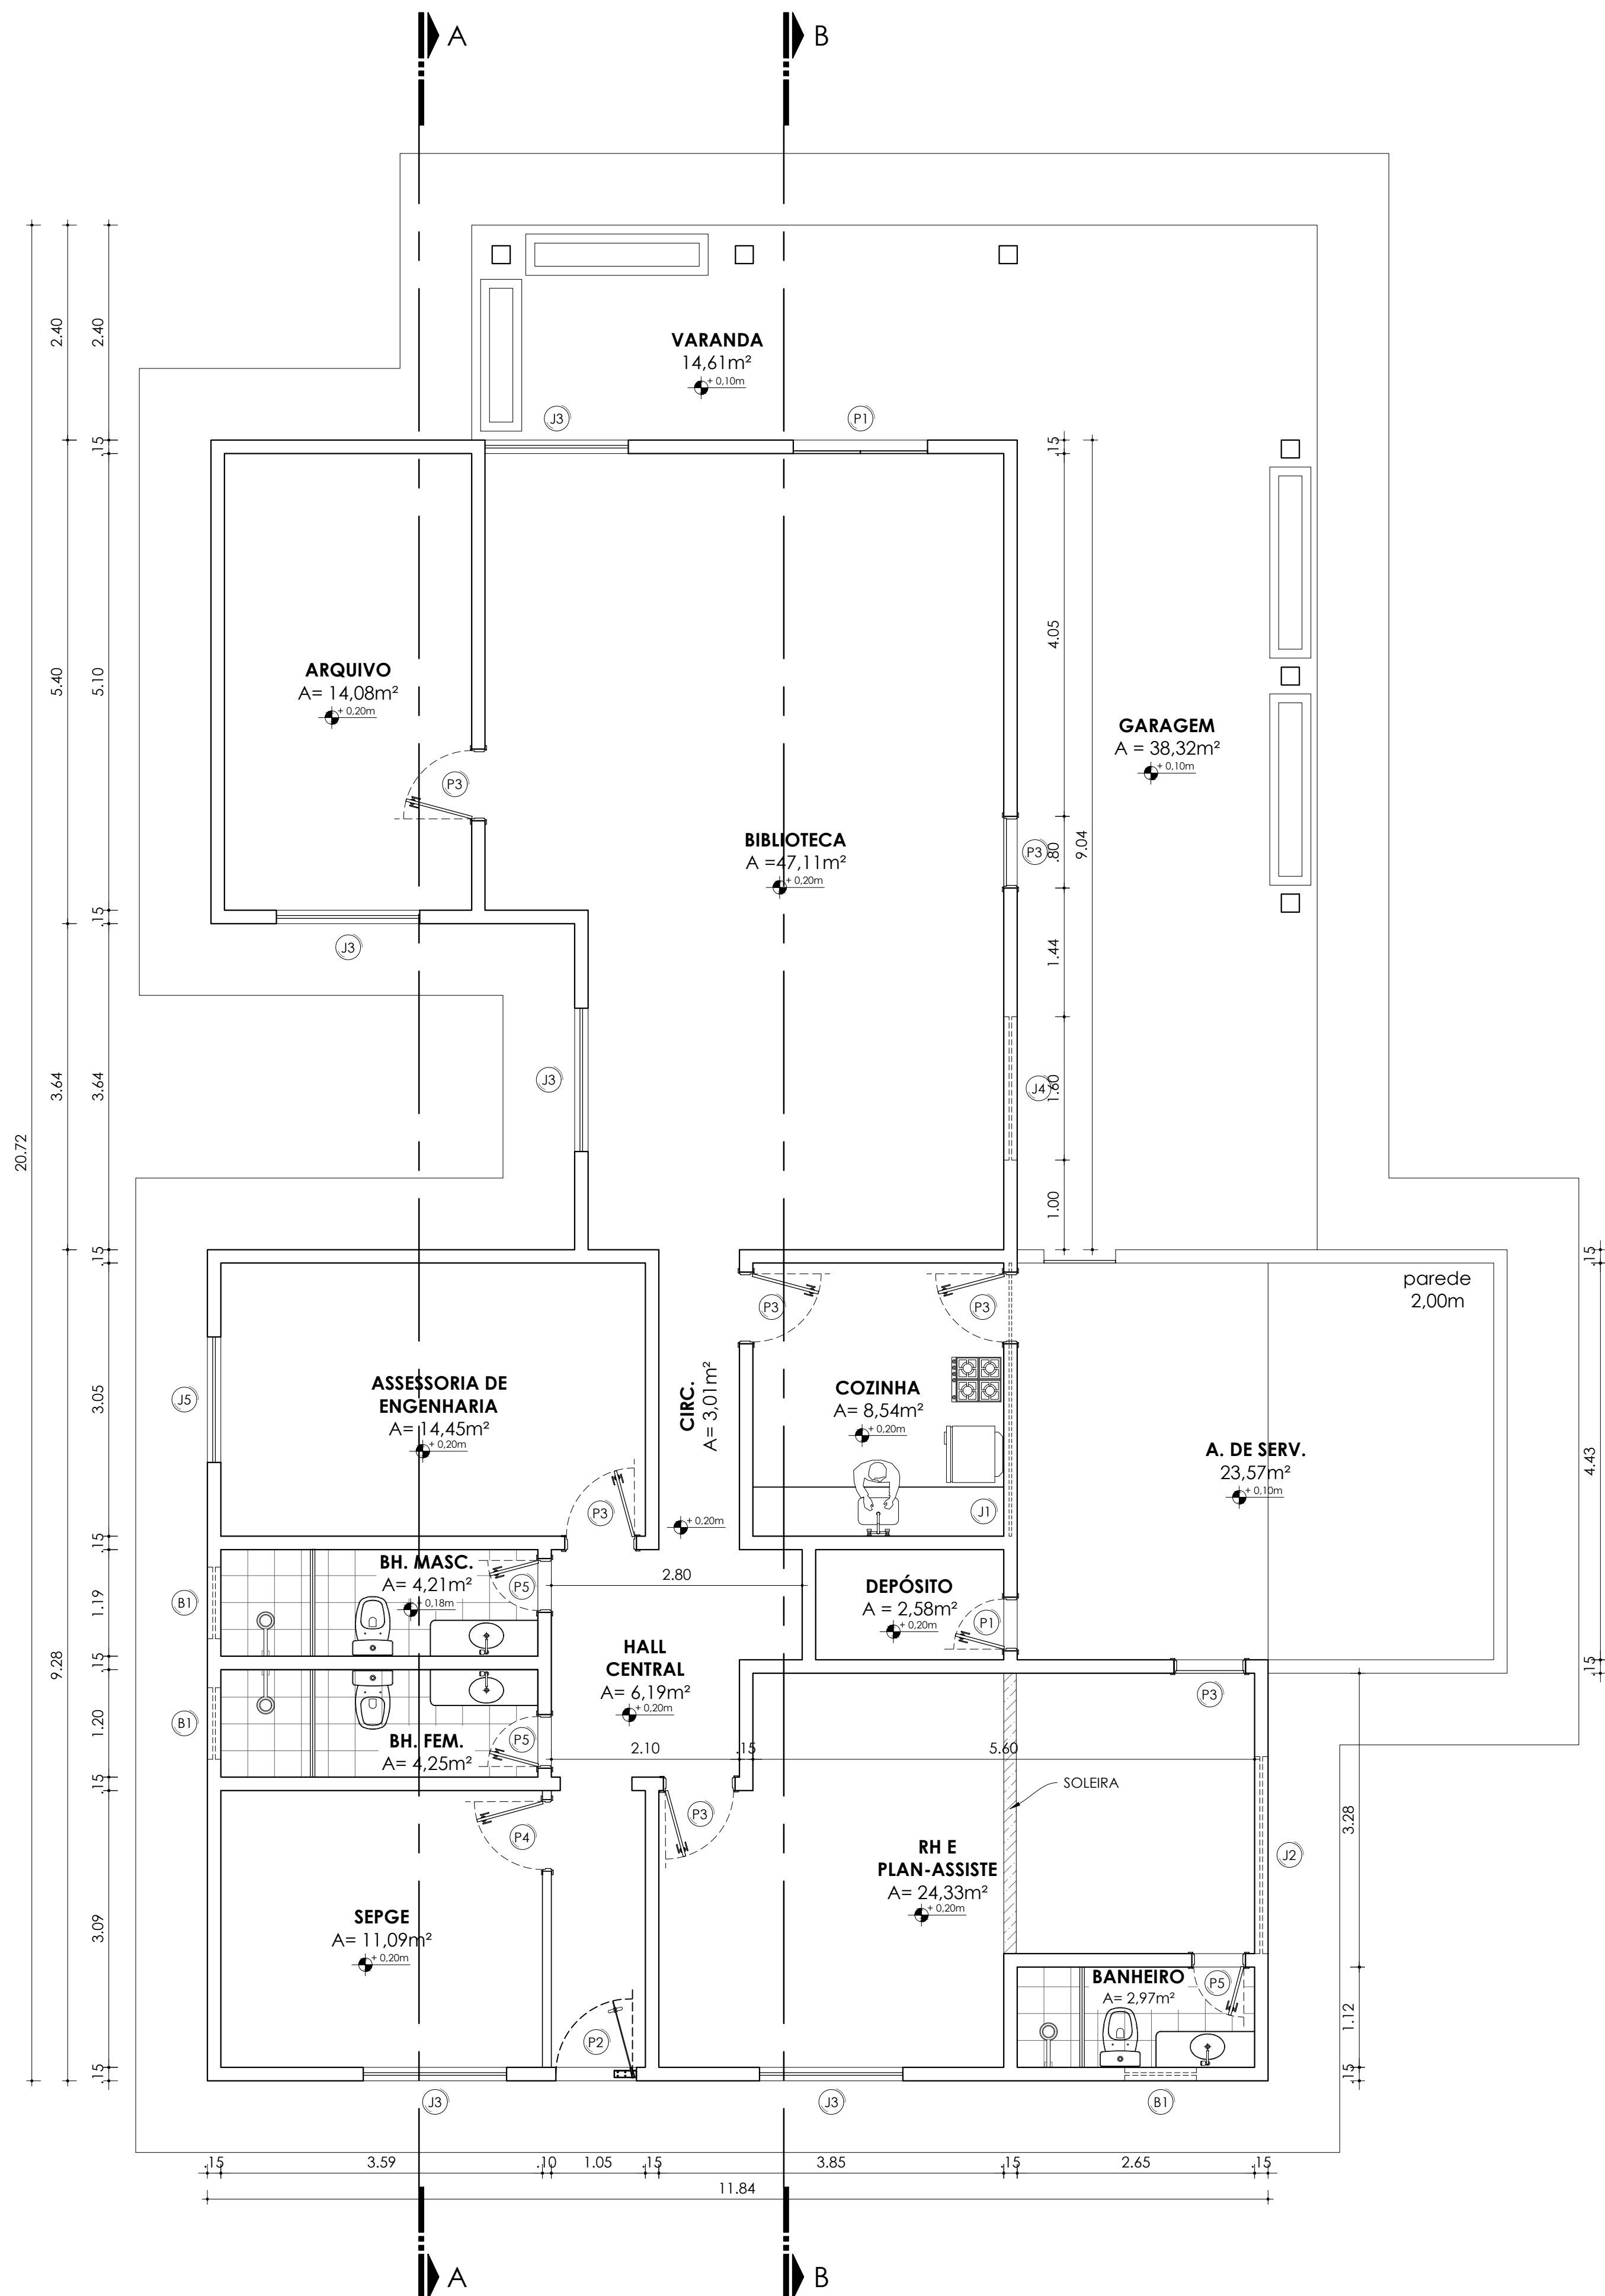 A
B
2.40
2.40
VARANDA
14,61m²
+ 0,10m
J3
P1
.15
.15
ARQUIVO
A= 14,08m²
+ 0,20m
P3
5.40
5.10
4.05
GARAGEM
A = 38,32m²
+ 0,10m
BIBLIOTECA
A =47,11m²
+ 0,20m
P3
.80
9.04
.15
J3
1.44
J3
3.64
3.64
J4
1.60
20.72
1.00
.15
.15
parede
2,00m
P3
P3
J5
3.05
ASSESSORIA DE
ENGENHARIA
A= 14,45m²
+ 0,20m
CIRC.
A= 3,01m²
COZINHA
A= 8,54m²
+ 0,20m
A. DE SERV.
23,57m²
+ 0,10m
4.43
P3
+ 0,20m
J1
.15
BH. MASC.
A= 4,21m²
+ 0,18m
P5
2.80
B1
1.19
DEPÓSITO
A = 2,58m²
+ 0,20m
P1
HALL
CENTRAL
A= 6,19m²
+ 0,20m
9.28
.15
.15
P3
B1
1.20
BH. FEM.
A= 4,25m²
P5
2.10
.15
5.60
.15
SOLEIRA
P3
P4
3.28
J2
RH E
PLAN-ASSISTE
A= 24,33m²
+ 0,20m
3.09
SEPGE
A= 11,09m²
+ 0,20m
BANHEIRO
A= 2,97m²
P5
1.12
P2
.15
.15
J3
J3
B1
.15
3.59
.10
1.05
.15
3.85
.15
2.65
.15
11.84
A
B